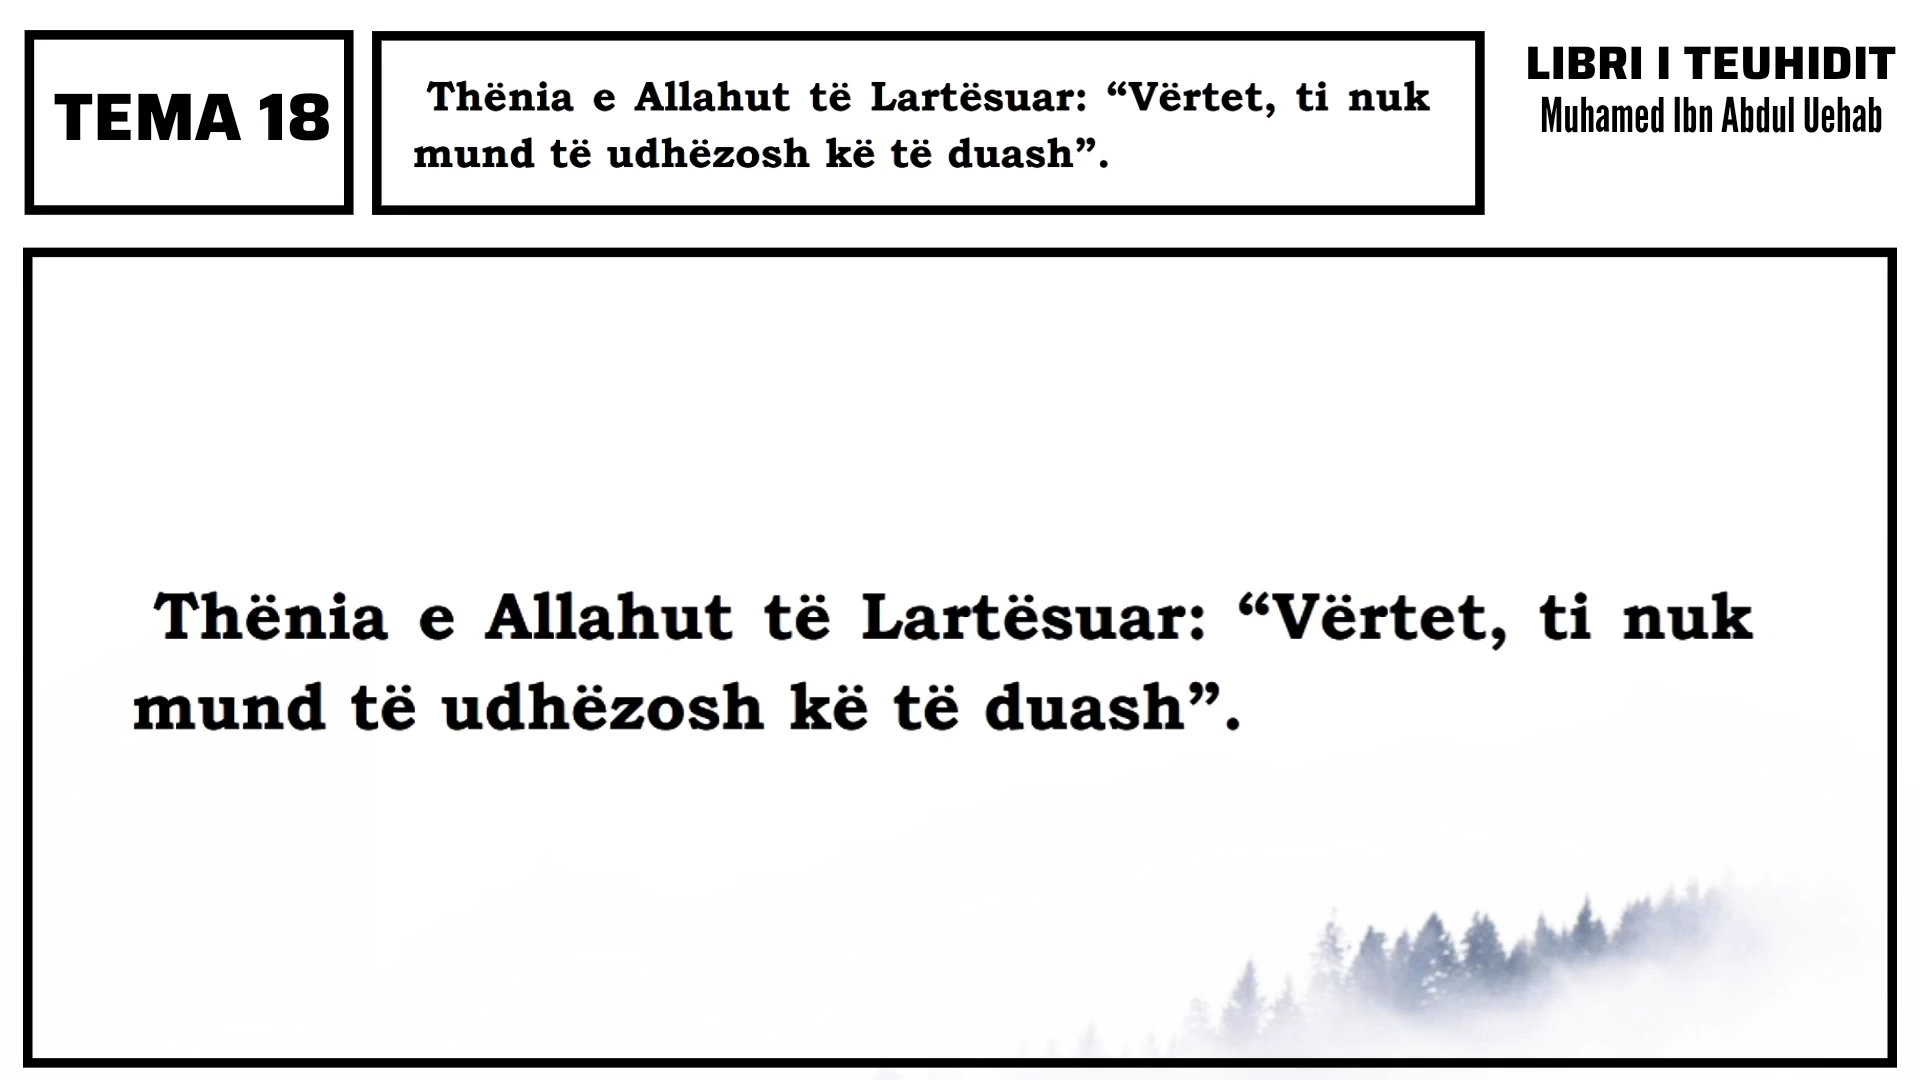 TEMA 18
Thënia e Allahut të Lartësuar: “Vërtet, ti nuk
mund të udhëzosh kë të duash”.
LIBRI I TEUHIDIT
Muhamed Ibn Abdul Uehab
Thënia e Allahut të Lartësuar: “Vërtet, ti nuk
mund të udhëzosh kë të duash”.